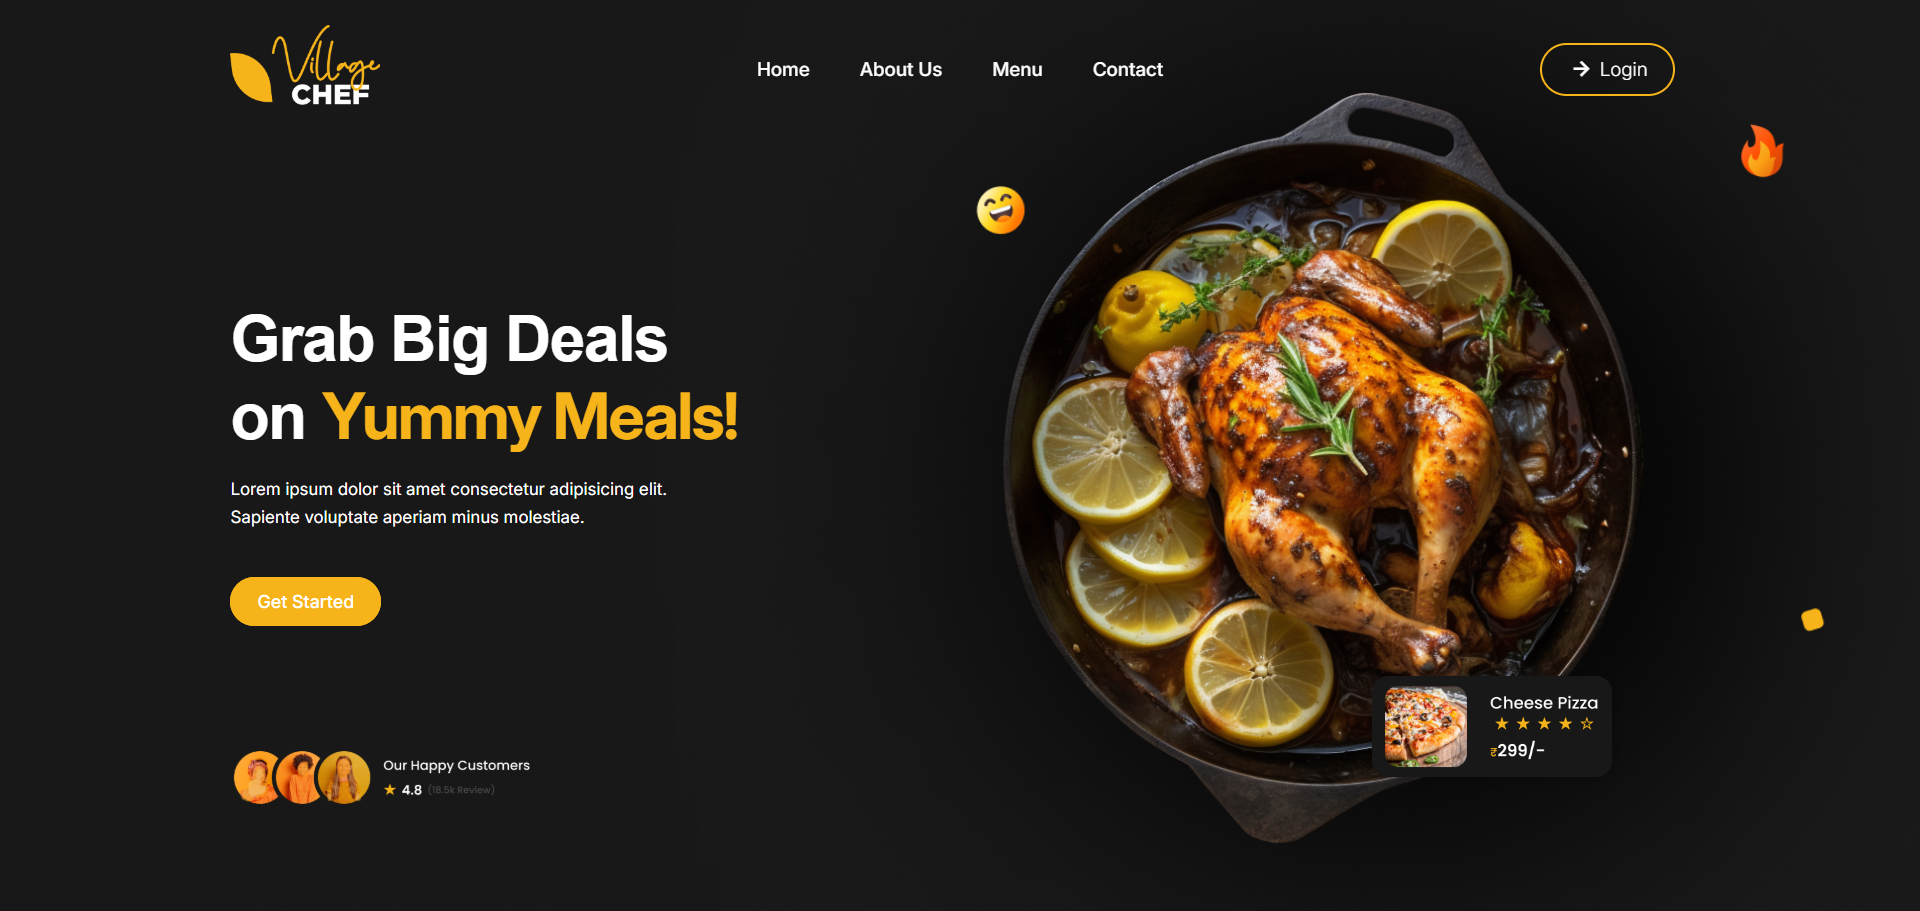 Village
CHEF
Home
About Us
Menu
Contact
Login
Grab Big Deals
on Yummy Meals!
Lorem ipsum dolor sit amet consectetur adipisicing elit.
Sapiente voluptate aperiam minus molestiae.
Get Started
Our Happy Customers
★ 4.8 (18.5k Review)
Cheese Pizza
★ ★ ★ ★ ☆
₹299/-